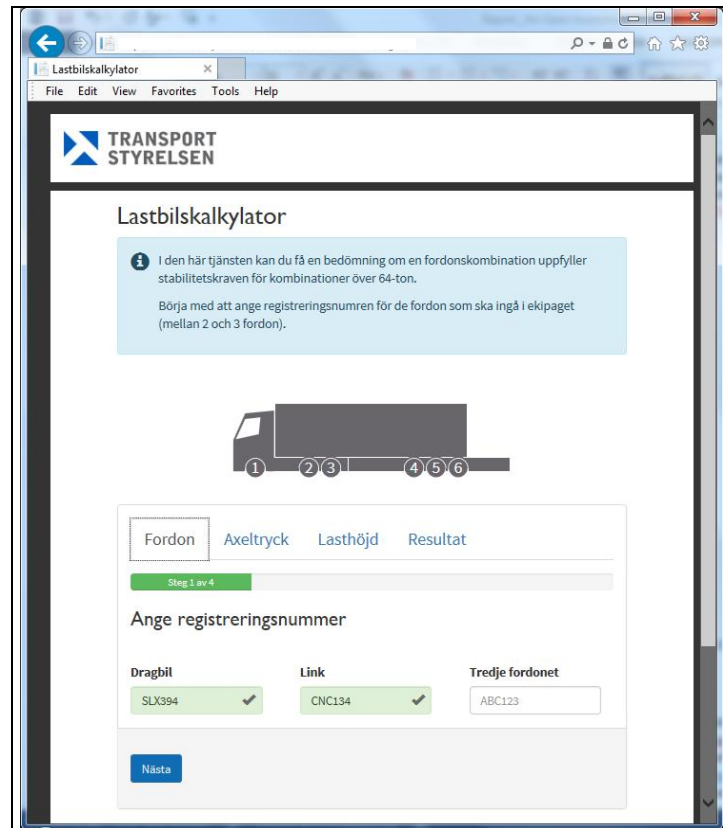 Lastbilskalkylator
File Edit View Favorites Tools Help
TRANSPORT
STYRELSEN
Lastbilskalkylator
I den här tjänsten kan du få en bedömning om en fordonskombination uppfyller
stabilitetskraven för kombinationer över 64-ton.
Börja med att ange registreringsnumren för de fordon som ska ingå i ekipaget
(mellan 2 och 3 fordon).
1 2 3 4 5 6
Fordon Axeltryck Lasthöjd Resultat
Steg 1 av 4
Ange registreringsnummer
Dragbil Link Tredje fordonet
SLX394 CNC134 ABC123
Nästa